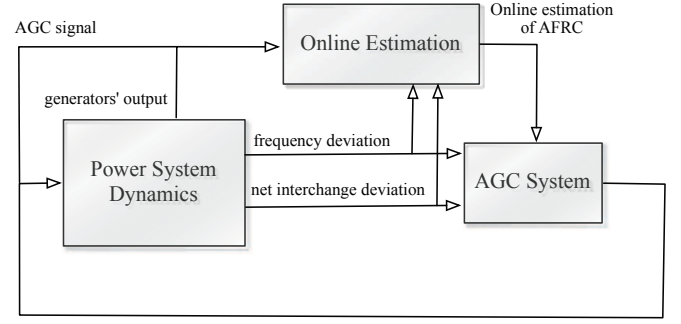 AGC signal
Online estimation
of AFRC
Online Estimation
generators' output
frequency deviation
Power System
Dynamics
AGC System
net interchange deviation